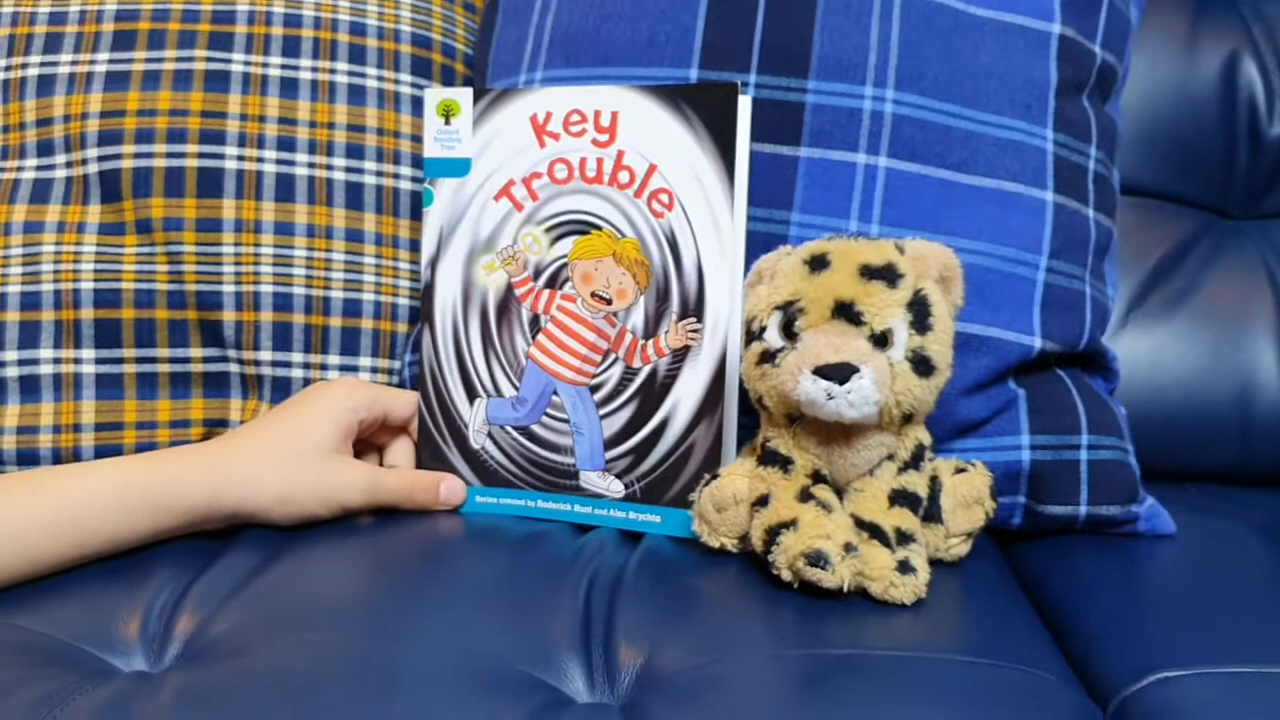 Oxford
Reading
Tree
Key
Trouble
Series created by Roderick Hunt and Alex Brychta